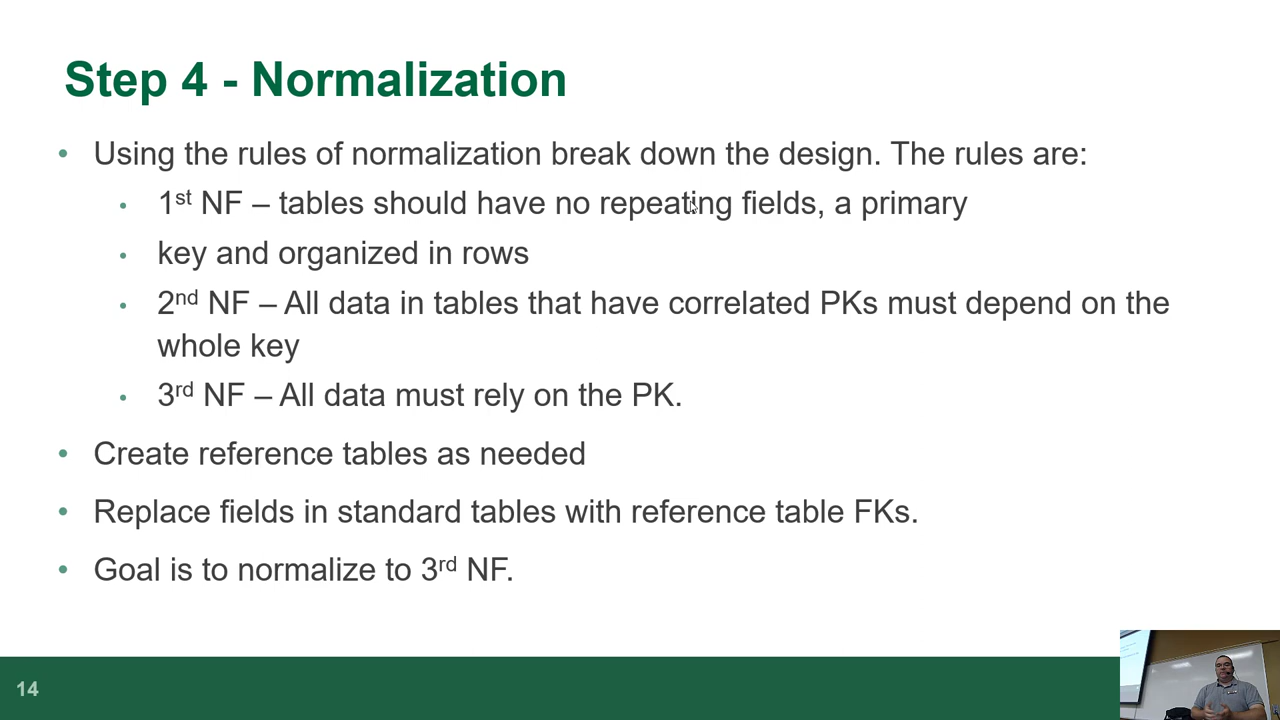 Step 4 - Normalization
• Using the rules of normalization break down the design. The rules are:
• 1st NF – tables should have no repeating fields, a primary
• key and organized in rows
• 2nd NF – All data in tables that have correlated PKs must depend on the
whole key
• 3rd NF – All data must rely on the PK.
• Create reference tables as needed
• Replace fields in standard tables with reference table FKs.
• Goal is to normalize to 3rd NF.
14